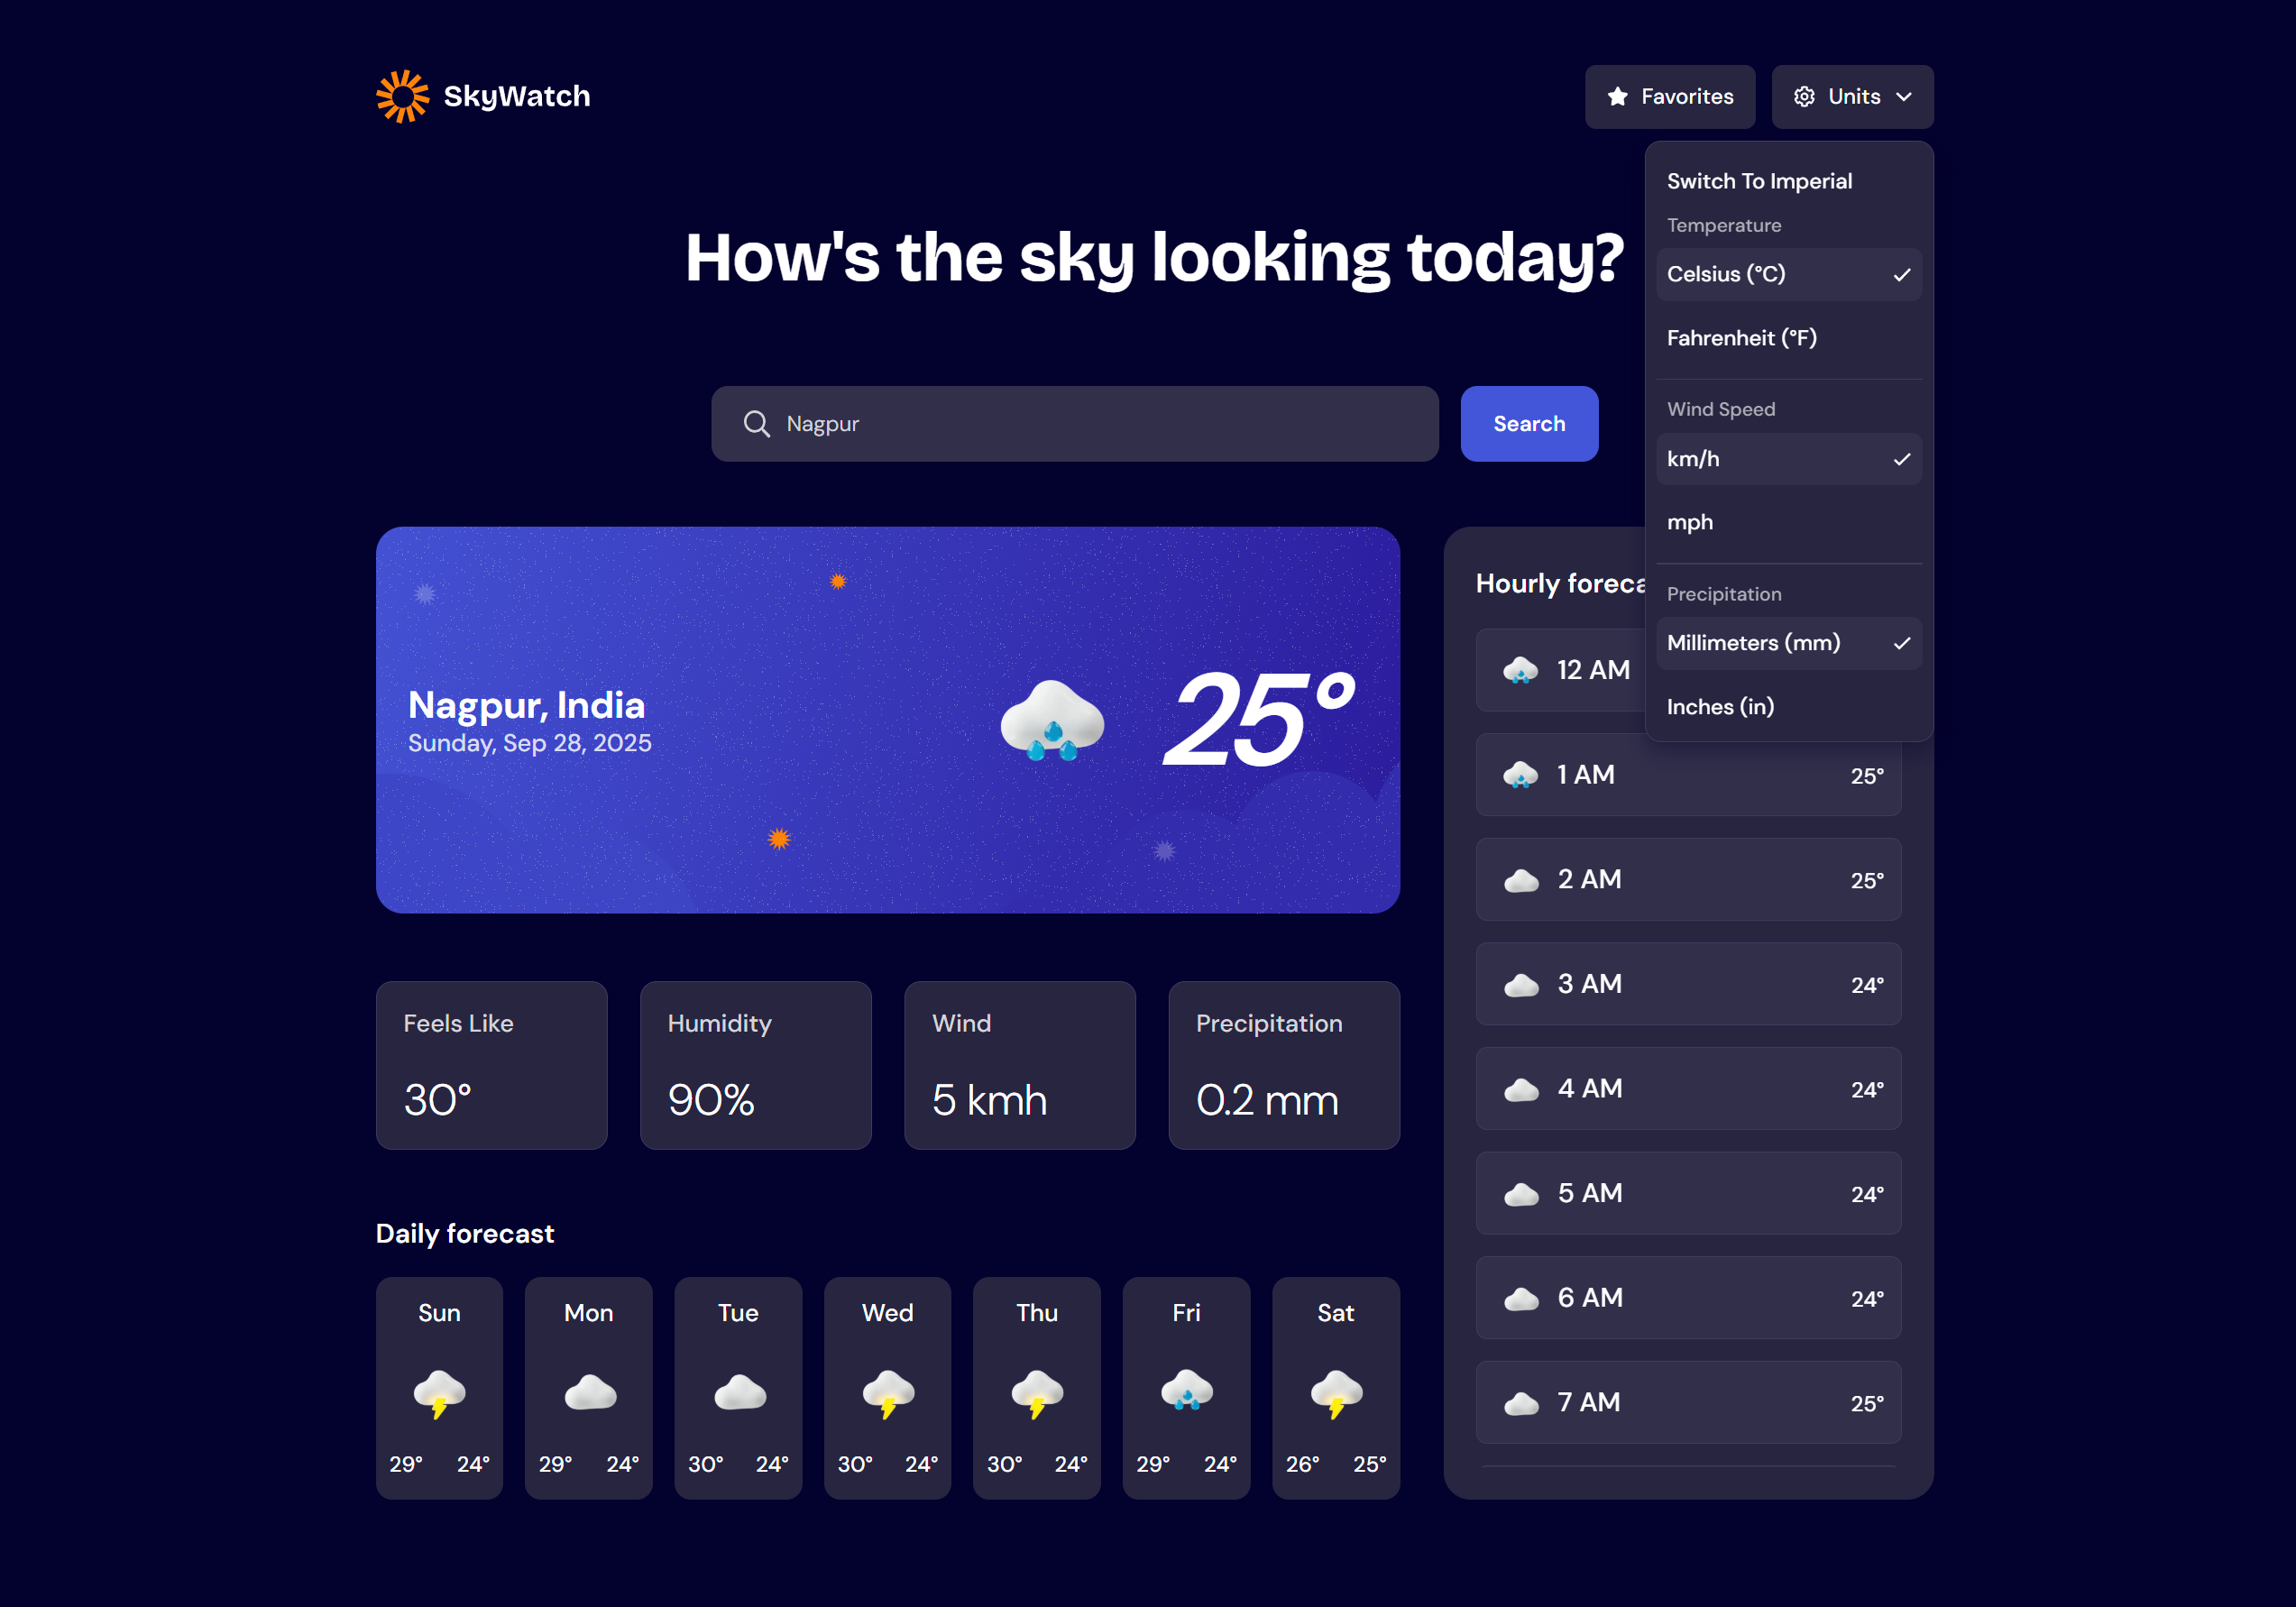 SkyWatch
Favorites
Units
Switch To Imperial
Temperature
Celsius (°C)
Fahrenheit (°F)
Wind Speed
km/h
mph
Precipitation
Millimeters (mm)
Inches (in)
How's the sky looking today?
Nagpur
Search
Nagpur, India
Sunday, Sep 28, 2025
25°
Feels Like
30°
Humidity
90%
Wind
5 kmh
Precipitation
0.2 mm
Daily forecast
Sun
29° 24°
Mon
29° 24°
Tue
30° 24°
Wed
30° 24°
Thu
30° 24°
Fri
29° 24°
Sat
26° 25°
Hourly
12 AM
1 AM 25°
2 AM 25°
3 AM 24°
4 AM 24°
5 AM 24°
6 AM 24°
7 AM 25°